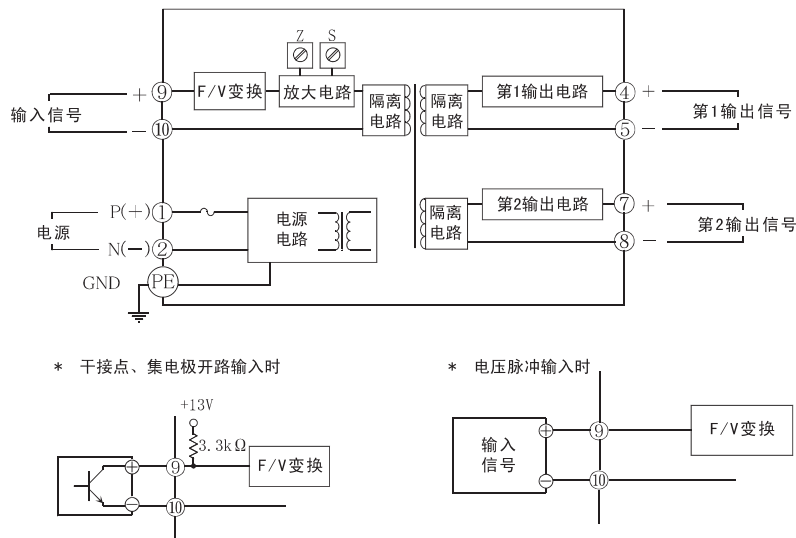 Z S
+ ⑨ F/V变换 放大电路 隔离电路 隔离电路 第1输出电路 ④ +
输入信号 第1输出信号
− ⑩ ⑤ −
P(+) ① 电源电路 隔离电路 第2输出电路 ⑦ +
电源 第2输出信号
N(−) ② ⑧ −
GND PE
* 干接点、集电极开路输入时
+13V
3.3kΩ
⊕ ⑨ F/V变换
⊖ ⑩
* 电压脉冲输入时
输入信号 ⊕ ⑨ F/V变换
⊖ ⑩